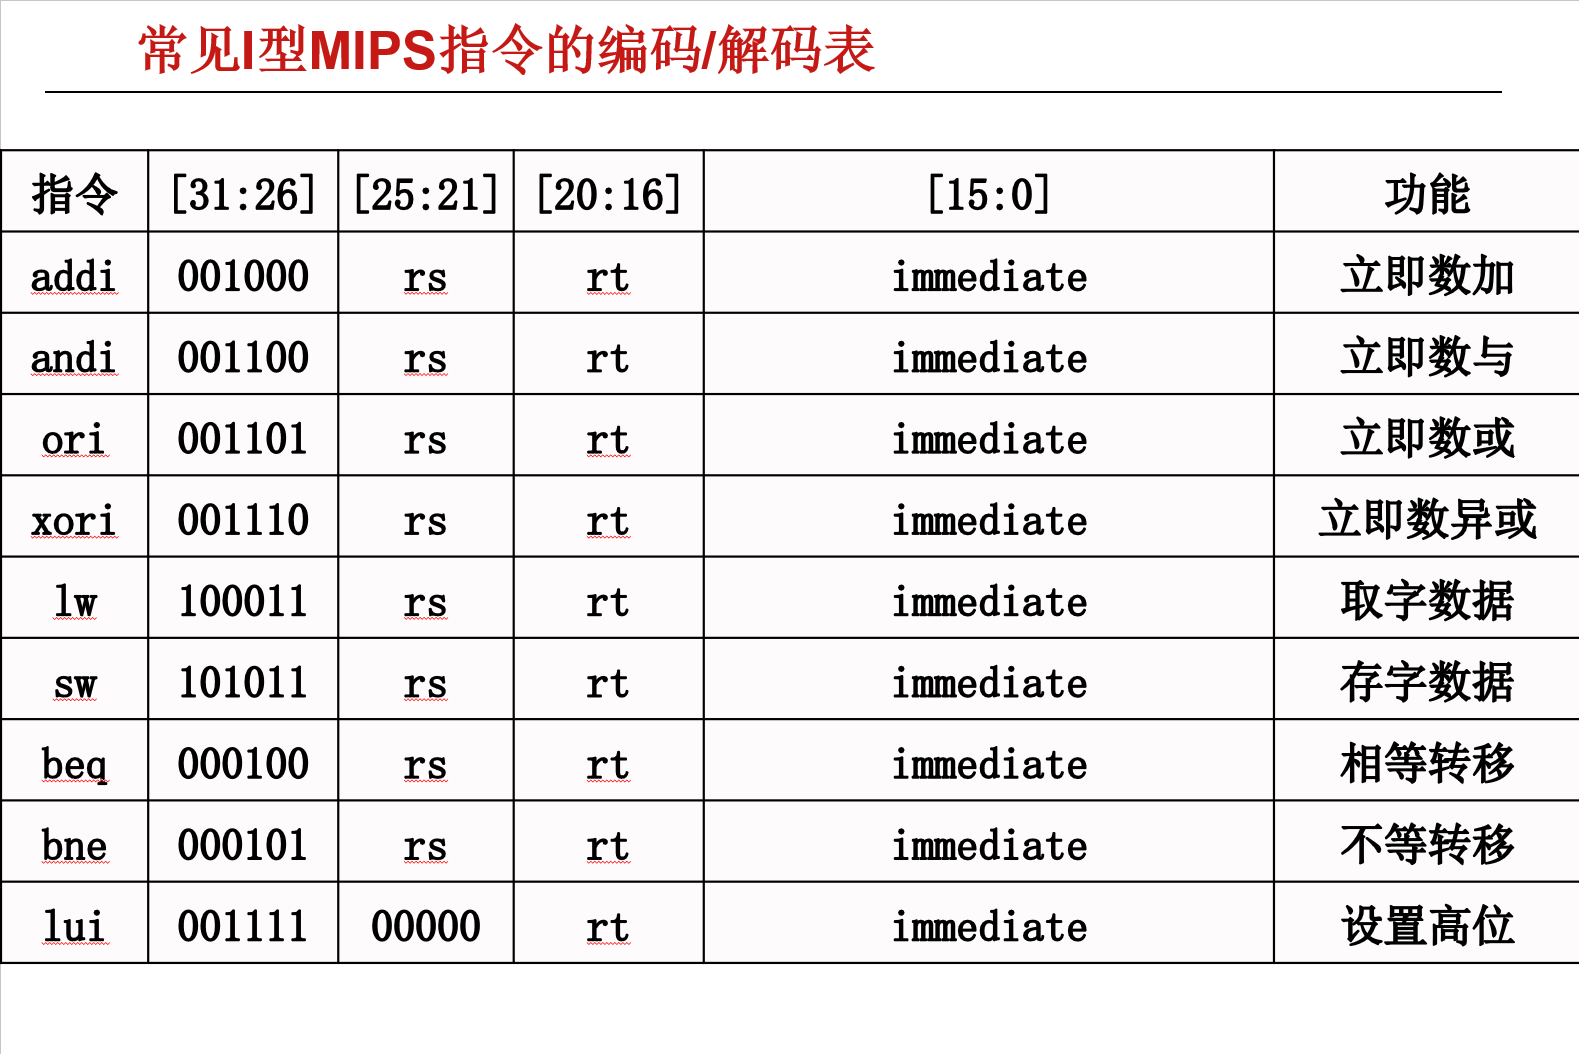 常见I型MIPS指令的编码/解码表
指令 [31:26] [25:21] [20:16] [15:0] 功能
addi 001000 rs rt immediate 立即数加
andi 001100 rs rt immediate 立即数与
ori 001101 rs rt immediate 立即数或
xori 001110 rs rt immediate 立即数异或
lw 100011 rs rt immediate 取字数据
sw 101011 rs rt immediate 存字数据
beq 000100 rs rt immediate 相等转移
bne 000101 rs rt immediate 不等转移
lui 001111 00000 rt immediate 设置高位